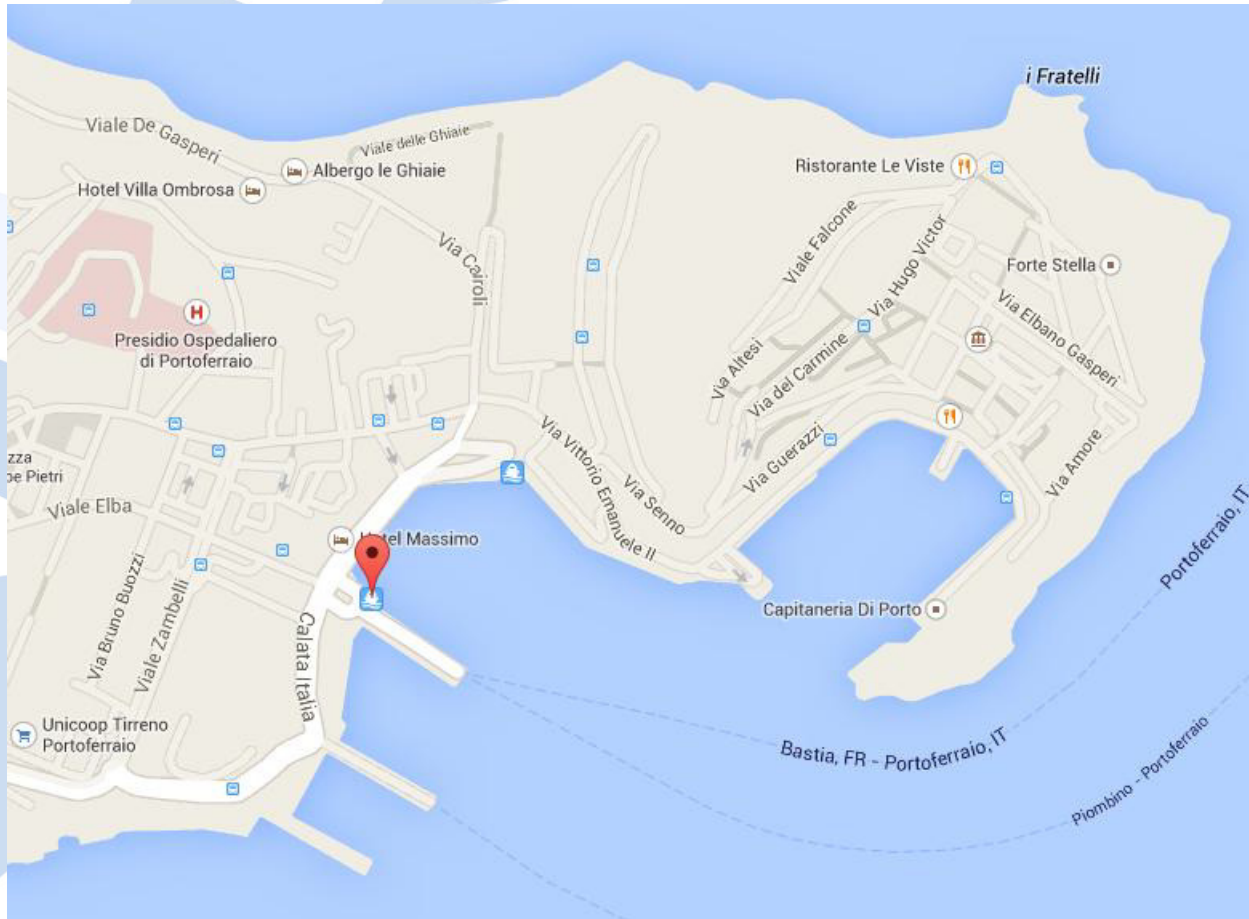 i Fratelli
Viale De Gasperi
Viale delle Ghiaie
Albergo le Ghiaie
Hotel Villa Ombrosa
Ristorante Le Viste
Viale Falcone
Via Hugo Victor
Via Cairoli
Forte Stella
Via Elbano Gasperi
H
Presidio Ospedaliero
di Portoferraio
Via Altesi
Via del Carmine
Via Guerazzi
Via Amore
Via Vittorio Emanuele II
Via Senno
zza
pe Pietri
Viale Elba
Hotel Massimo
Portoferraio, IT
Via Bruno Buozzi
Viale Zambelli
Calata Italia
Capitaneria Di Porto
Unicoop Tirreno
Portoferraio
Bastia, FR - Portoferraio, IT
Piombino - Portoferraio